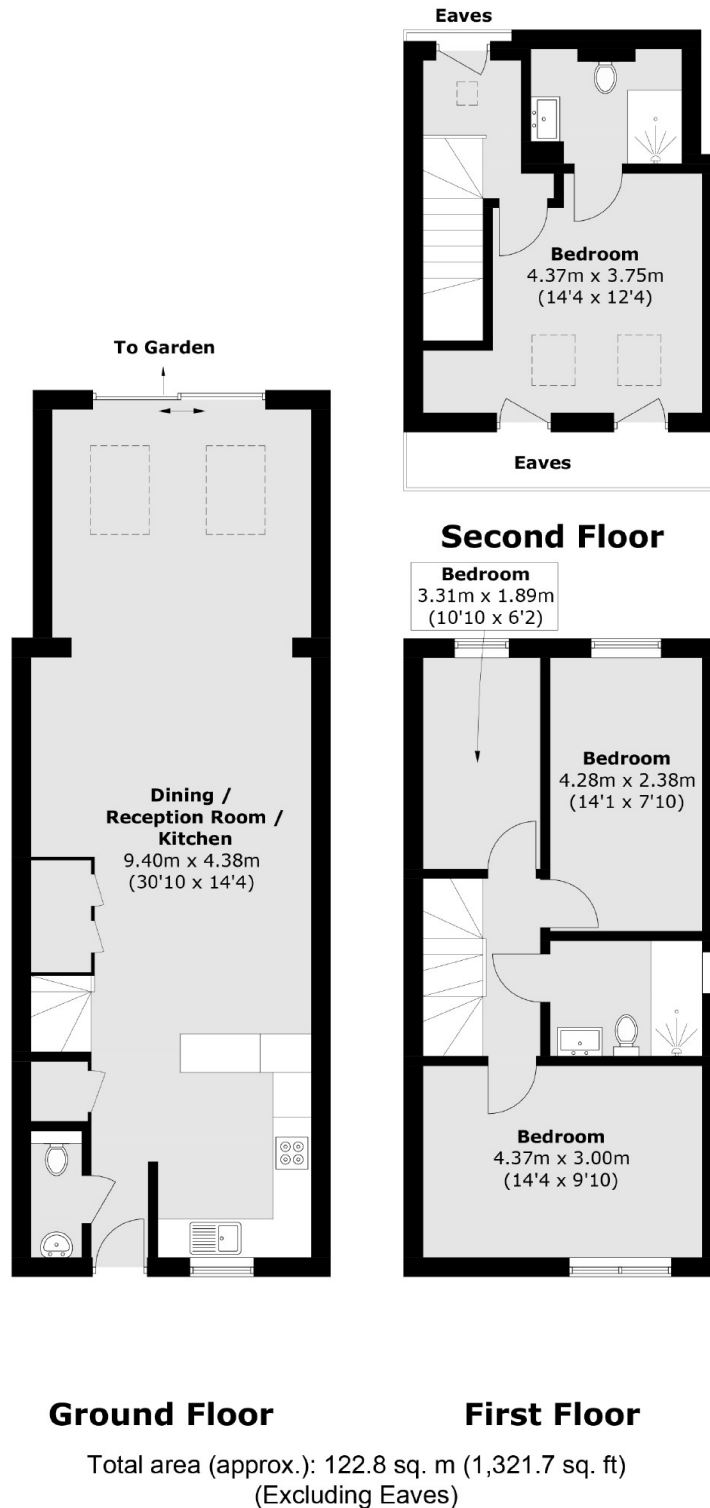 Eaves
Bedroom
4.37m x 3.75m
(14'4 x 12'4)
Eaves
Second Floor
To Garden
Dining /
Reception Room /
Kitchen
9.40m x 4.38m
(30'10 x 14'4)
Bedroom
3.31m x 1.89m
(10'10 x 6'2)
Bedroom
4.28m x 2.38m
(14'1 x 7'10)
Bedroom
4.37m x 3.00m
(14'4 x 9'10)
Ground Floor
First Floor
Total area (approx.): 122.8 sq. m (1,321.7 sq. ft)
(Excluding Eaves)